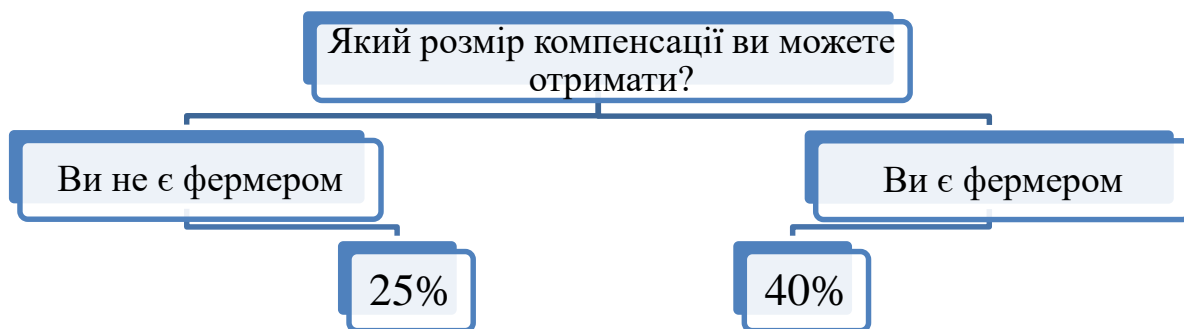 Який розмір компенсації ви можете
отримати?
Ви не є фермером
Ви є фермером
25%
40%